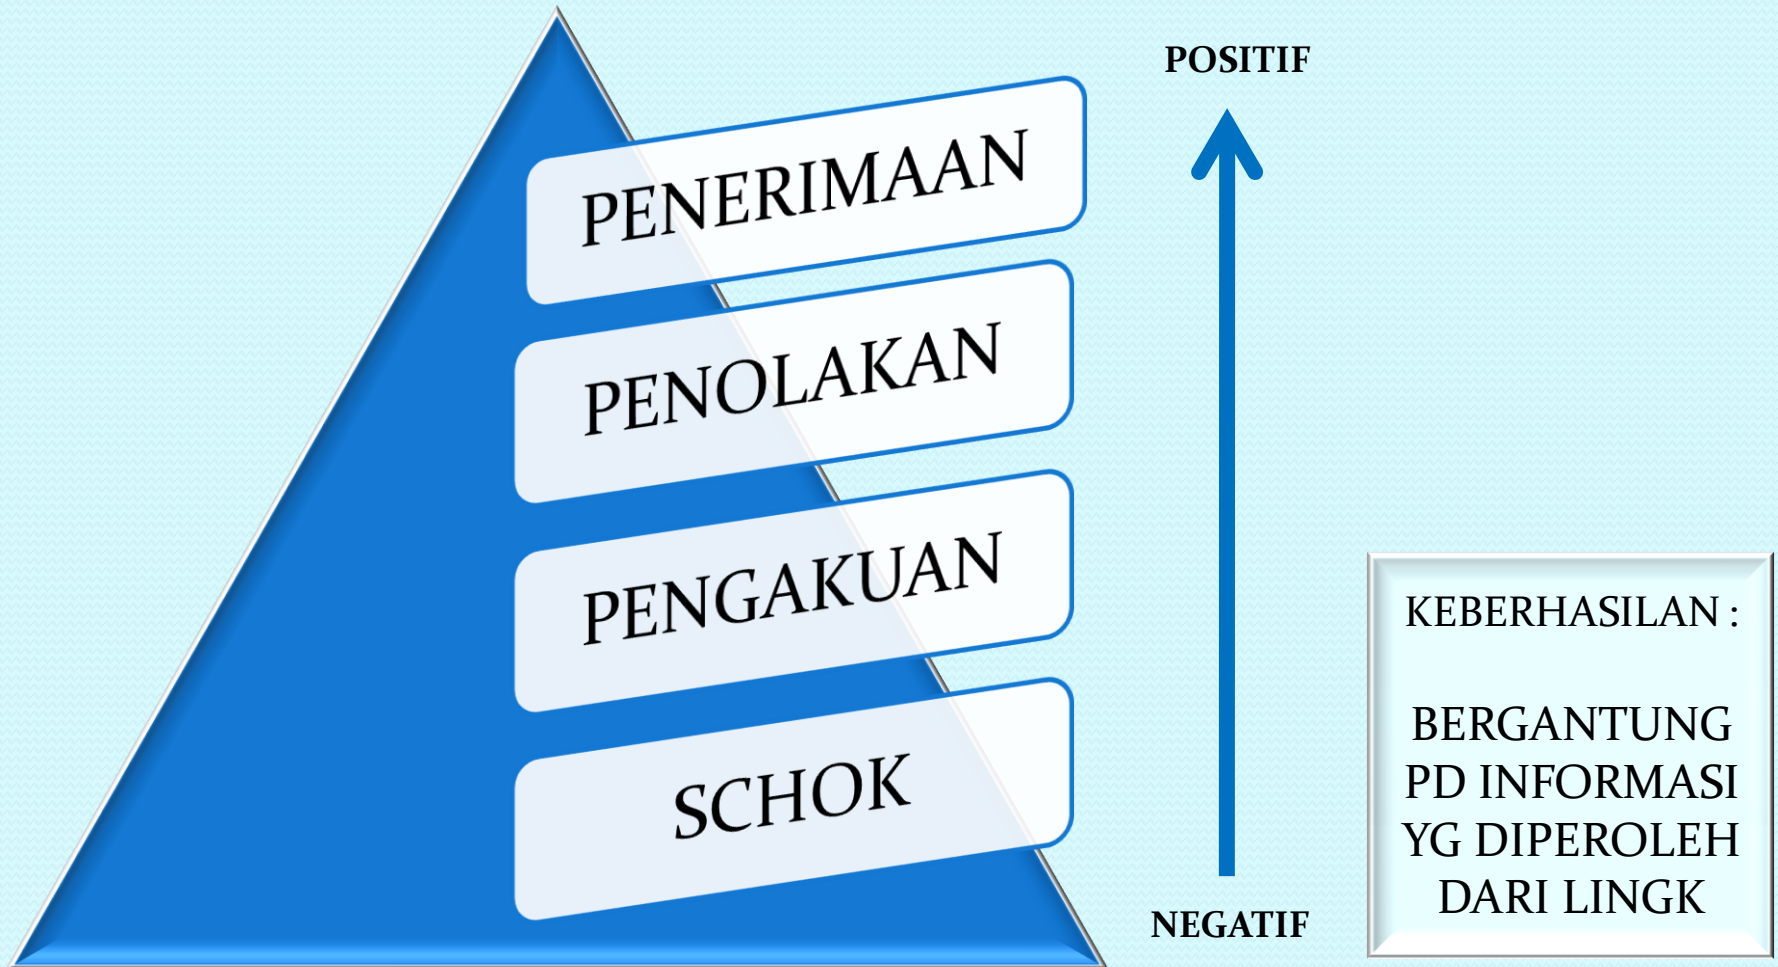 POSITIF
PENERIMAAN
PENOLAKAN
PENGAKUAN
SCHOK
NEGATIF
KEBERHASILAN :
BERGANTUNG
PD INFORMASI
YG DIPEROLEH
DARI LINGK